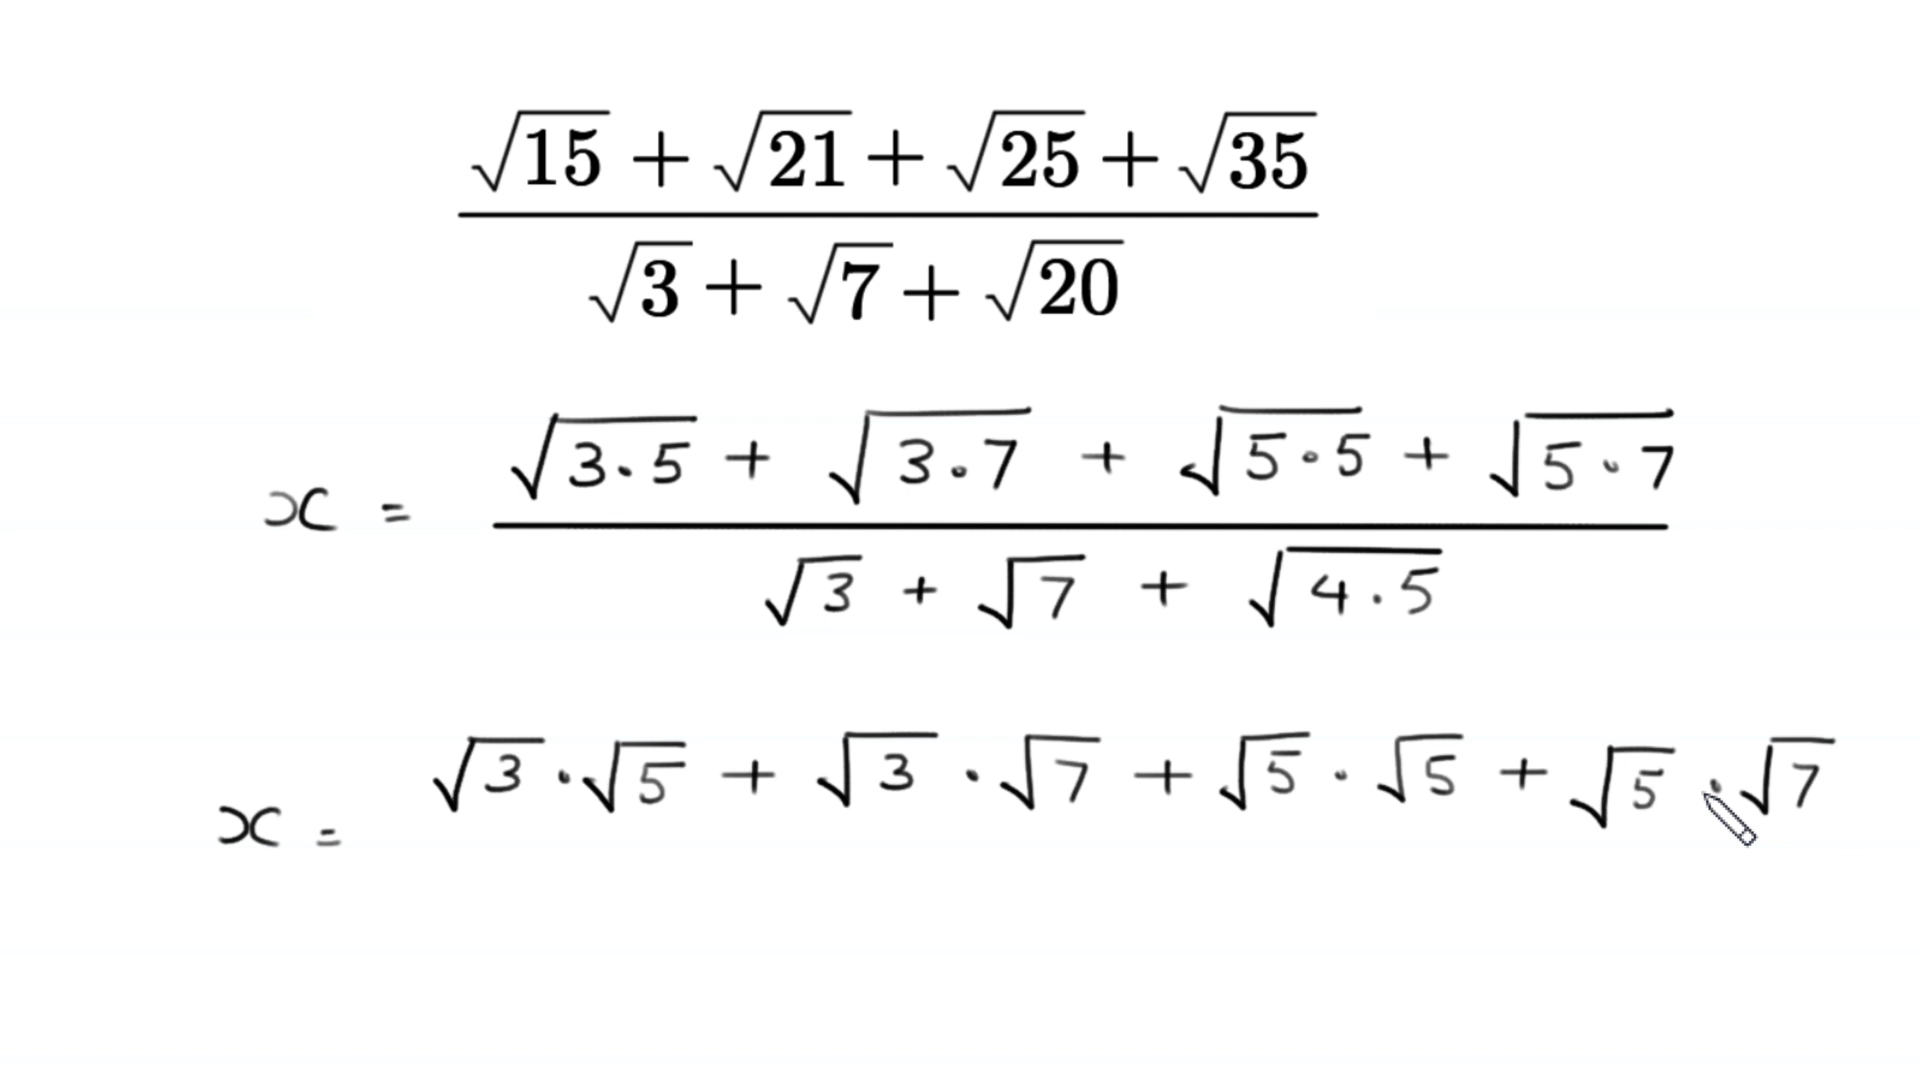 √15 + √21 + √25 + √35
√3 + √7 + √20
x = √3·5 + √3·7 + √5·5 + √5·7
√3 + √7 + √4·5
x = √3·√5 + √3·√7 + √5·√5 + √5·√7